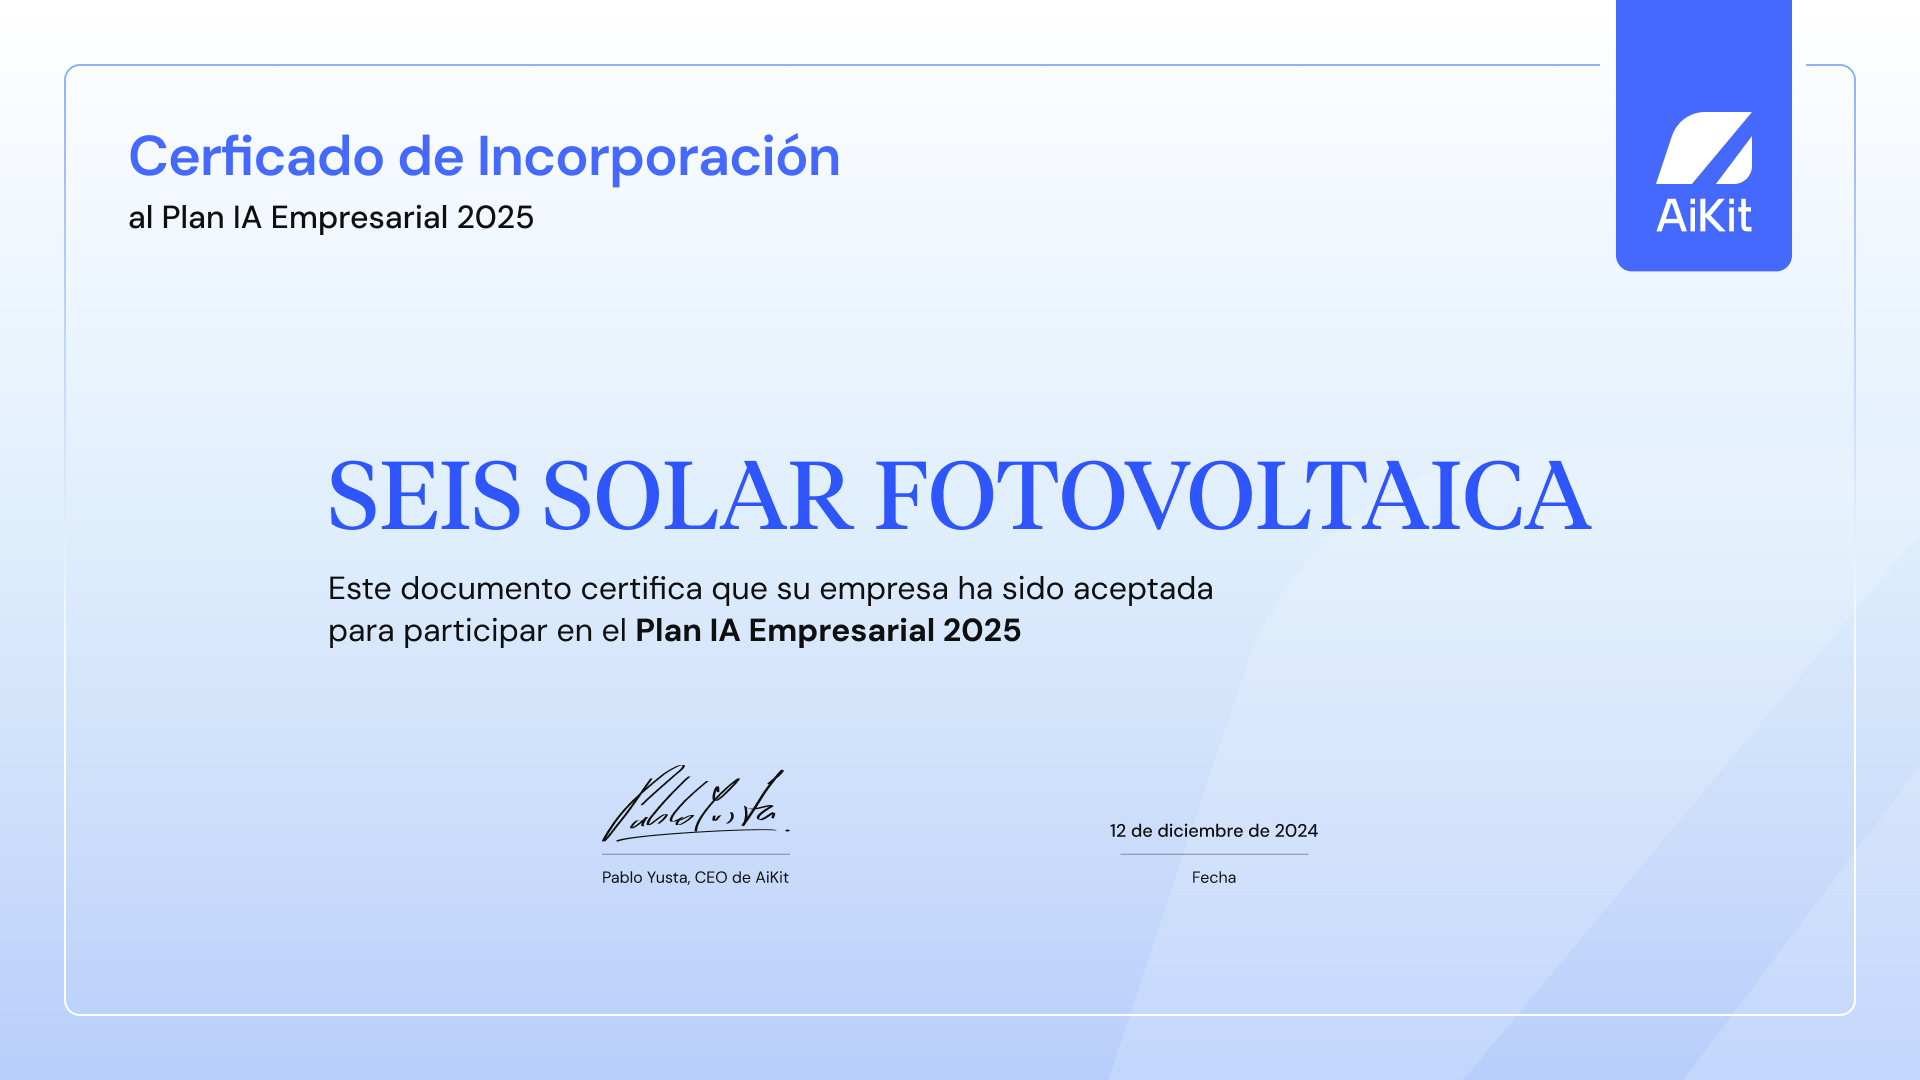 Cerficado de Incorporación
al Plan IA Empresarial 2025
AiKit
SEIS SOLAR FOTOVOLTAICA
Este documento certifica que su empresa ha sido aceptada
para participar en el Plan IA Empresarial 2025
Pablo Yusta.
12 de diciembre de 2024
Pablo Yusta, CEO de AiKit
Fecha